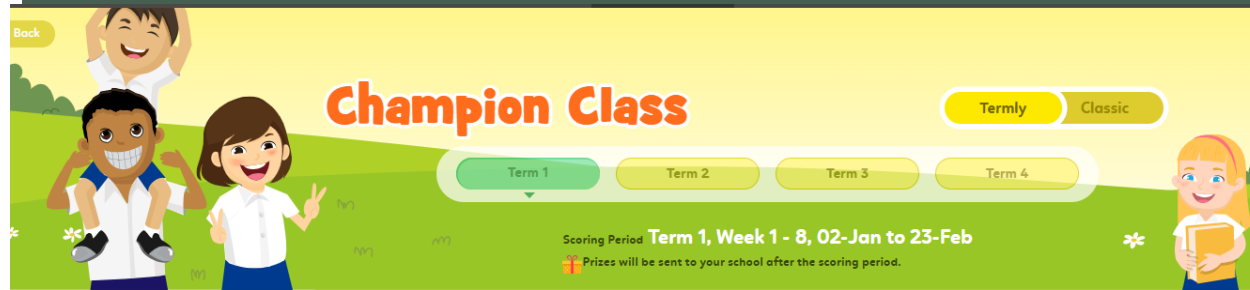 Back
Champion Class
Termly Classic
Term 1 Term 2 Term 3 Term 4
Scoring Period Term 1, Week 1 - 8, 02-Jan to 23-Feb
Prizes will be sent to your school after the scoring period.